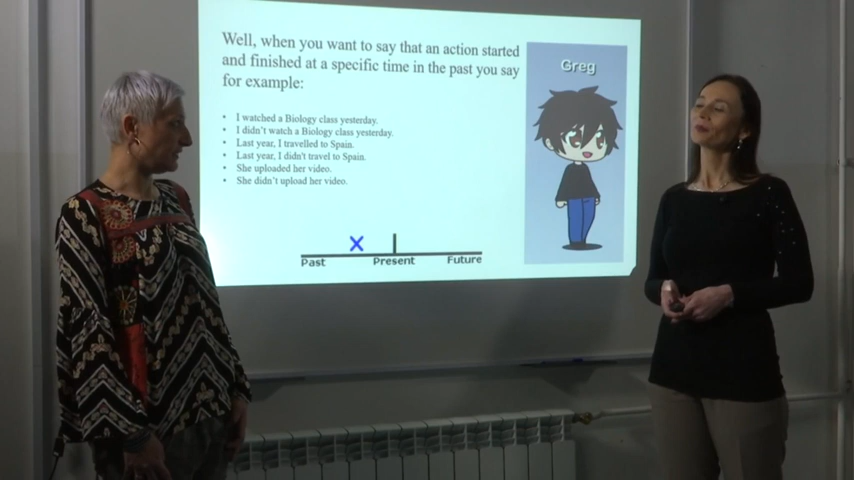 Well, when you want to say that an action started
and finished at a specific time in the past you say
for example:
Greg
• I watched a Biology class yesterday.
• I didn't watch a Biology class yesterday.
• Last year, I travelled to Spain.
• Last year, I didn't travel to Spain.
• She uploaded her video.
• She didn't upload her video.
X
Past Present Future